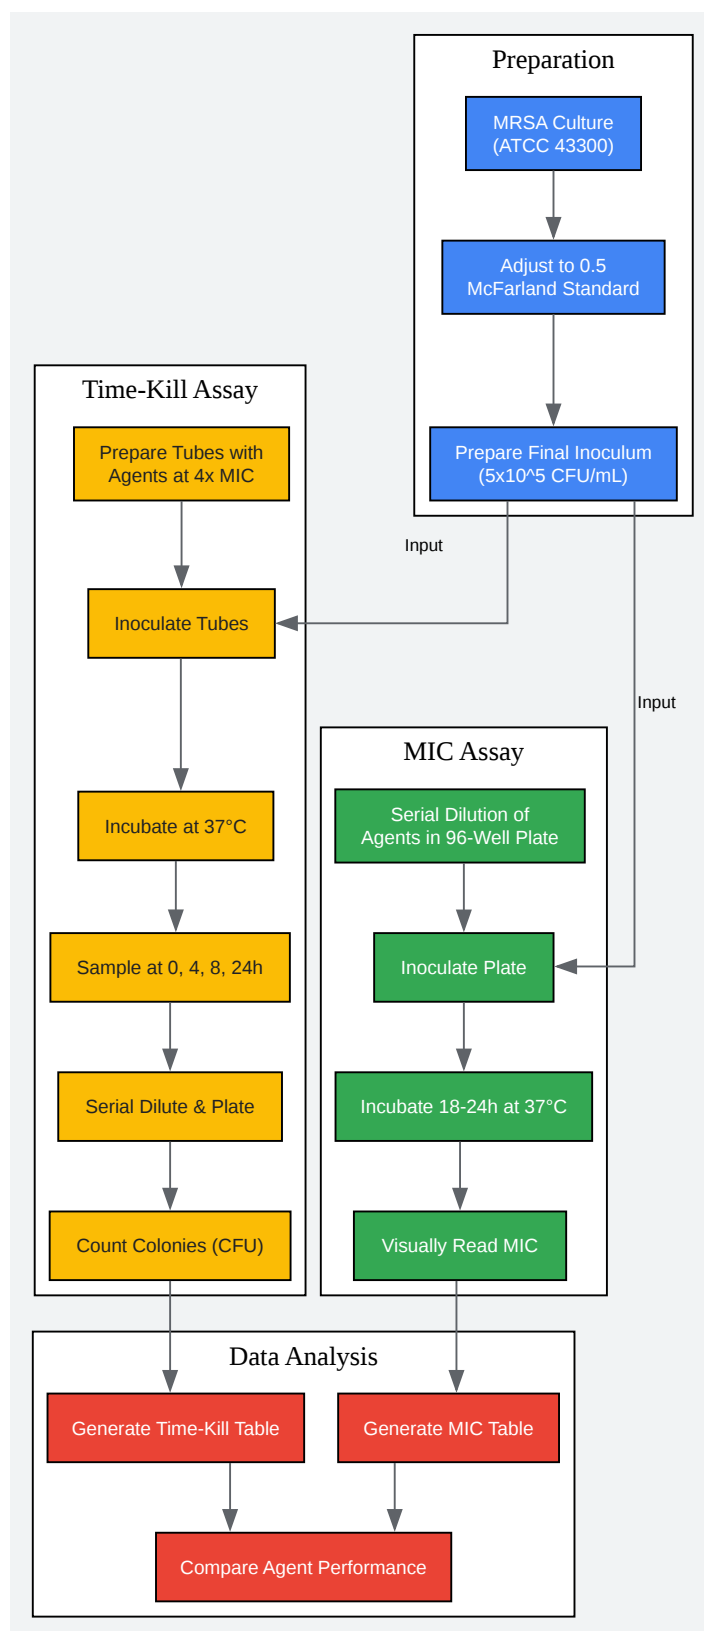 Preparation
MRSA Culture
(ATCC 43300)
Adjust to 0.5
McFarland Standard
Prepare Final Inoculum
(5x10^5 CFU/mL)
Input
Input
Time-Kill Assay
Prepare Tubes with
Agents at 4x MIC
Inoculate Tubes
Incubate at 37°C
Sample at 0, 4, 8, 24h
Serial Dilute & Plate
Count Colonies (CFU)
MIC Assay
Serial Dilution of
Agents in 96-Well Plate
Inoculate Plate
Incubate 18-24h at 37°C
Visually Read MIC
Data Analysis
Generate Time-Kill Table
Generate MIC Table
Compare Agent Performance